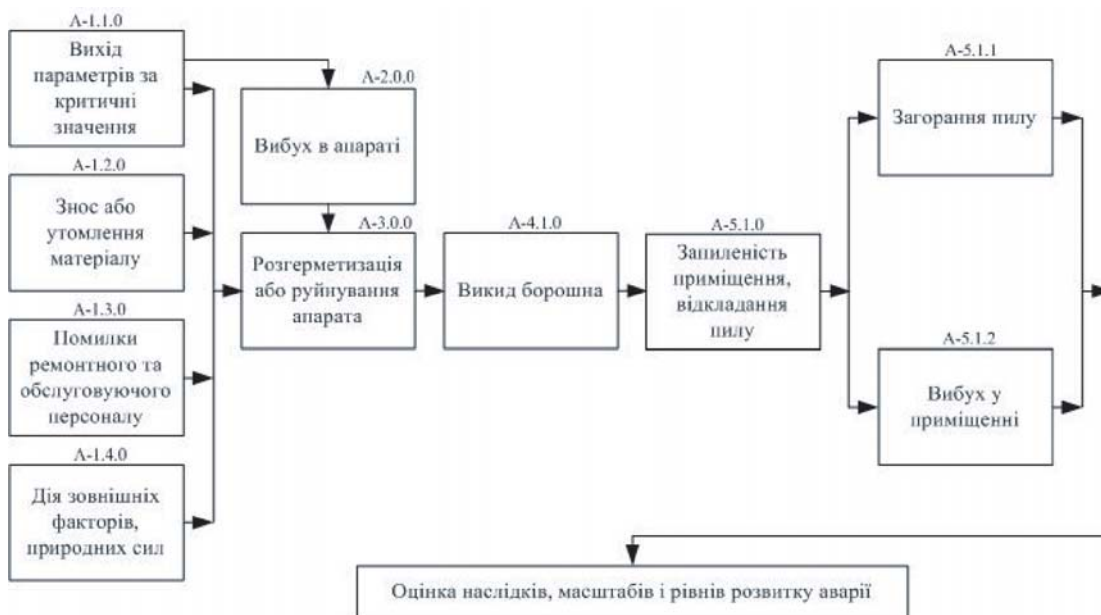 А-1.1.0
Вихід
параметрів за
критичні
значення
А-1.2.0
Знос або
утомлення
матеріалу
А-1.3.0
Помилки
ремонтного та
обслуговуючого
персоналу
А-1.4.0
Дія зовнішніх
факторів,
природних сил
А-2.0.0
Вибух в апараті
А-3.0.0
Розгерметизація
або руйнування
апарата
А-4.1.0
Викид борошна
А-5.1.0
Запиленість
приміщення,
відкладання
пилу
А-5.1.1
Загорання пилу
А-5.1.2
Вибух у
приміщенні
Оцінка наслідків, масштабів і рівнів розвитку аварії